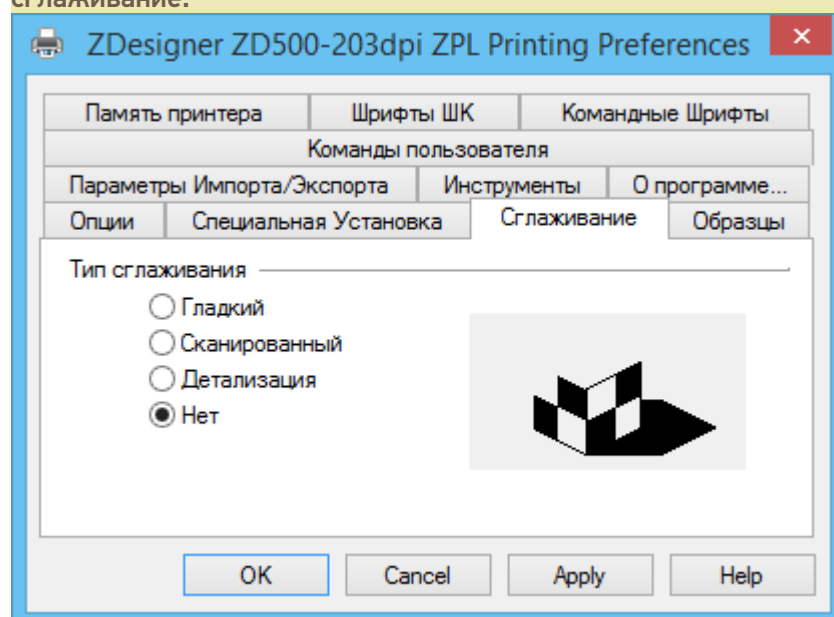 сглаживание.
ZDesigner ZD500-203dpi ZPL Printing Preferences
Память принтера Шрифты ШК Командные Шрифты
Команды пользователя
Параметры Импорта/Экспорта Инструменты О программе...
Опции Специальная Установка Сглаживание Образцы
Тип сглаживания
Гладкий
Сканированный
Детализация
Нет
OK Cancel Apply Help